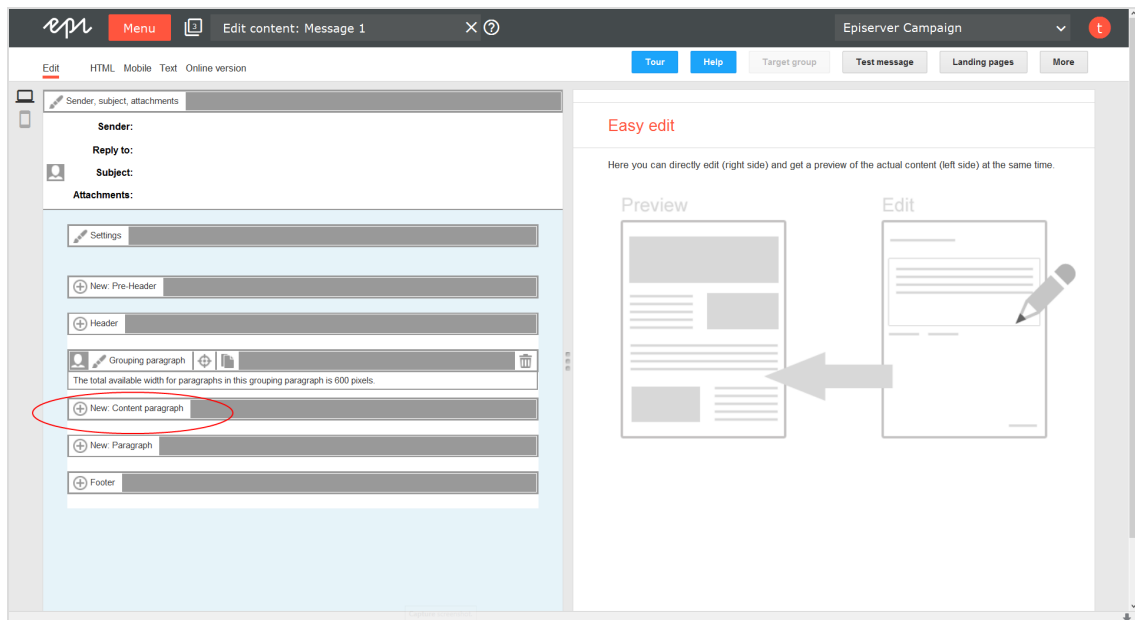 epi Menu 3 Edit content: Message 1 Episerver Campaign t
Edit HTML Mobile Text Online version Tour Help Target group Test message Landing pages More
Sender, subject, attachments
Sender:
Reply to:
Subject:
Attachments:
Settings
New: Pre-Header
Header
Grouping paragraph
The total available width for paragraphs in this grouping paragraph is 600 pixels.
New: Content paragraph
New: Paragraph
Footer
Easy edit
Here you can directly edit (right side) and get a preview of the actual content (left side) at the same time.
Preview Edit